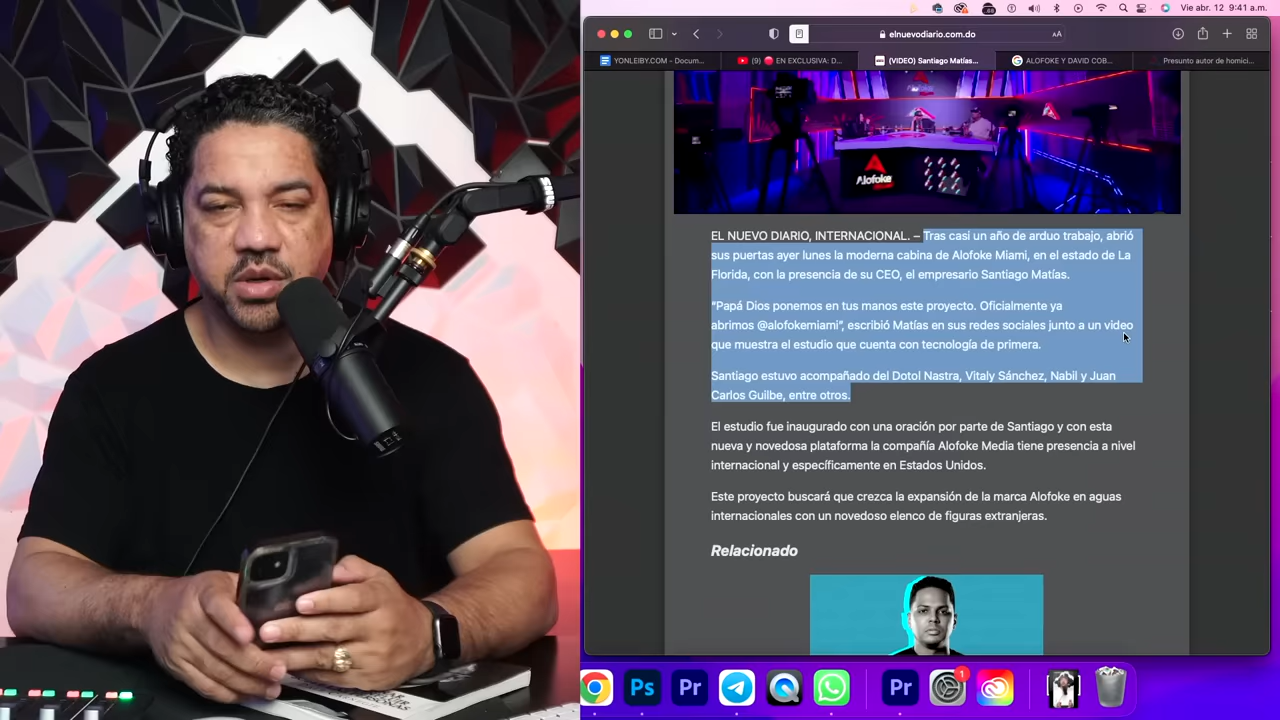 Vie abr. 12 9:41 a.m.
elnuevodiario.com.do
YONLEIBY.COM - Docum...
(9) 🔴 EN EXCLUSIVA: D...
(VIDEO) Santiago Matías...
ALOFOKE Y DAVID COB...
Presunto autor de homici...
Alofoke
EL NUEVO DIARIO, INTERNACIONAL. – Tras casi un año de arduo trabajo, abrió
sus puertas ayer lunes la moderna cabina de Alofoke Miami, en el estado de La
Florida, con la presencia de su CEO, el empresario Santiago Matías.
“Papá Dios ponemos en tus manos este proyecto. Oficialmente ya
abrimos @alofokemiami”, escribió Matías en sus redes sociales junto a un video
que muestra el estudio que cuenta con tecnología de primera.
Santiago estuvo acompañado del Dotol Nastra, Vitaly Sánchez, Nabil y Juan
Carlos Guilbe, entre otros.
El estudio fue inaugurado con una oración por parte de Santiago y con esta
nueva y novedosa plataforma la compañía Alofoke Media tiene presencia a nivel
internacional y específicamente en Estados Unidos.
Este proyecto buscará que crezca la expansión de la marca Alofoke en aguas
internacionales con un novedoso elenco de figuras extranjeras.
Relacionado
Ps
Pr
Pr
1